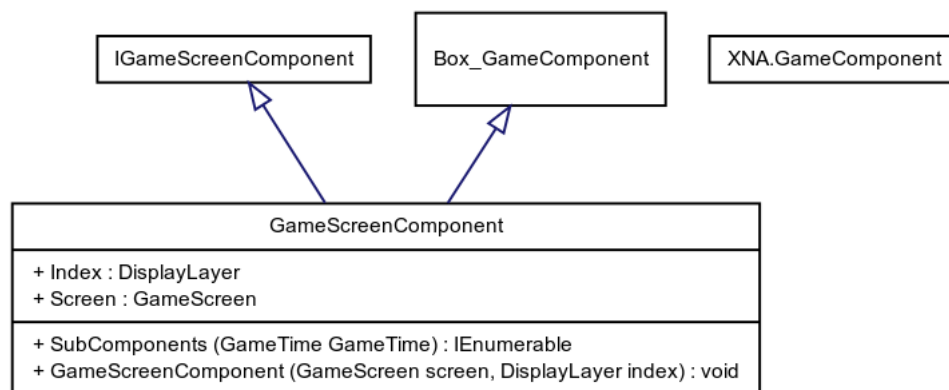 IGameScreenComponent
Box_GameComponent
XNA.GameComponent
GameScreenComponent
+ Index : DisplayLayer
+ Screen : GameScreen
+ SubComponents (GameTime GameTime) : IEnumerable
+ GameScreenComponent (GameScreen screen, DisplayLayer index) : void